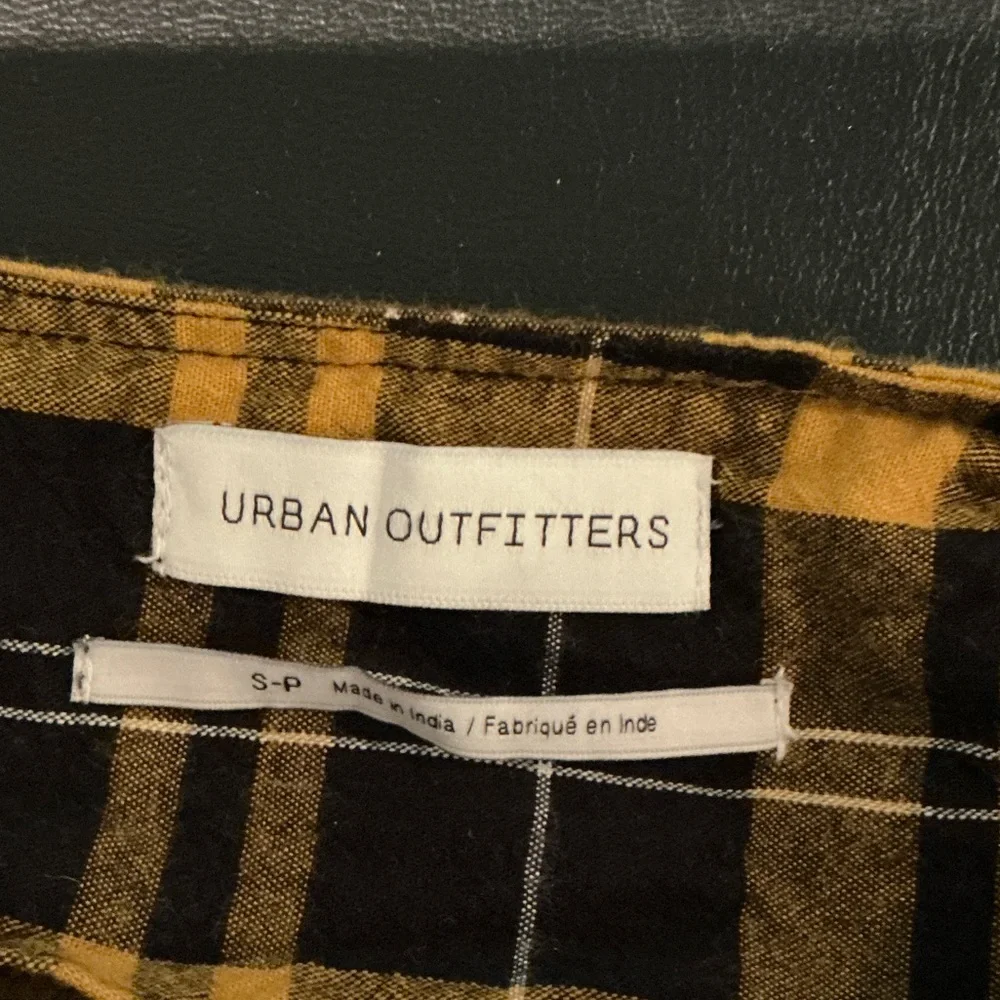 URBAN OUTFITTERS
S-P Made in India / Fabriqué en Inde